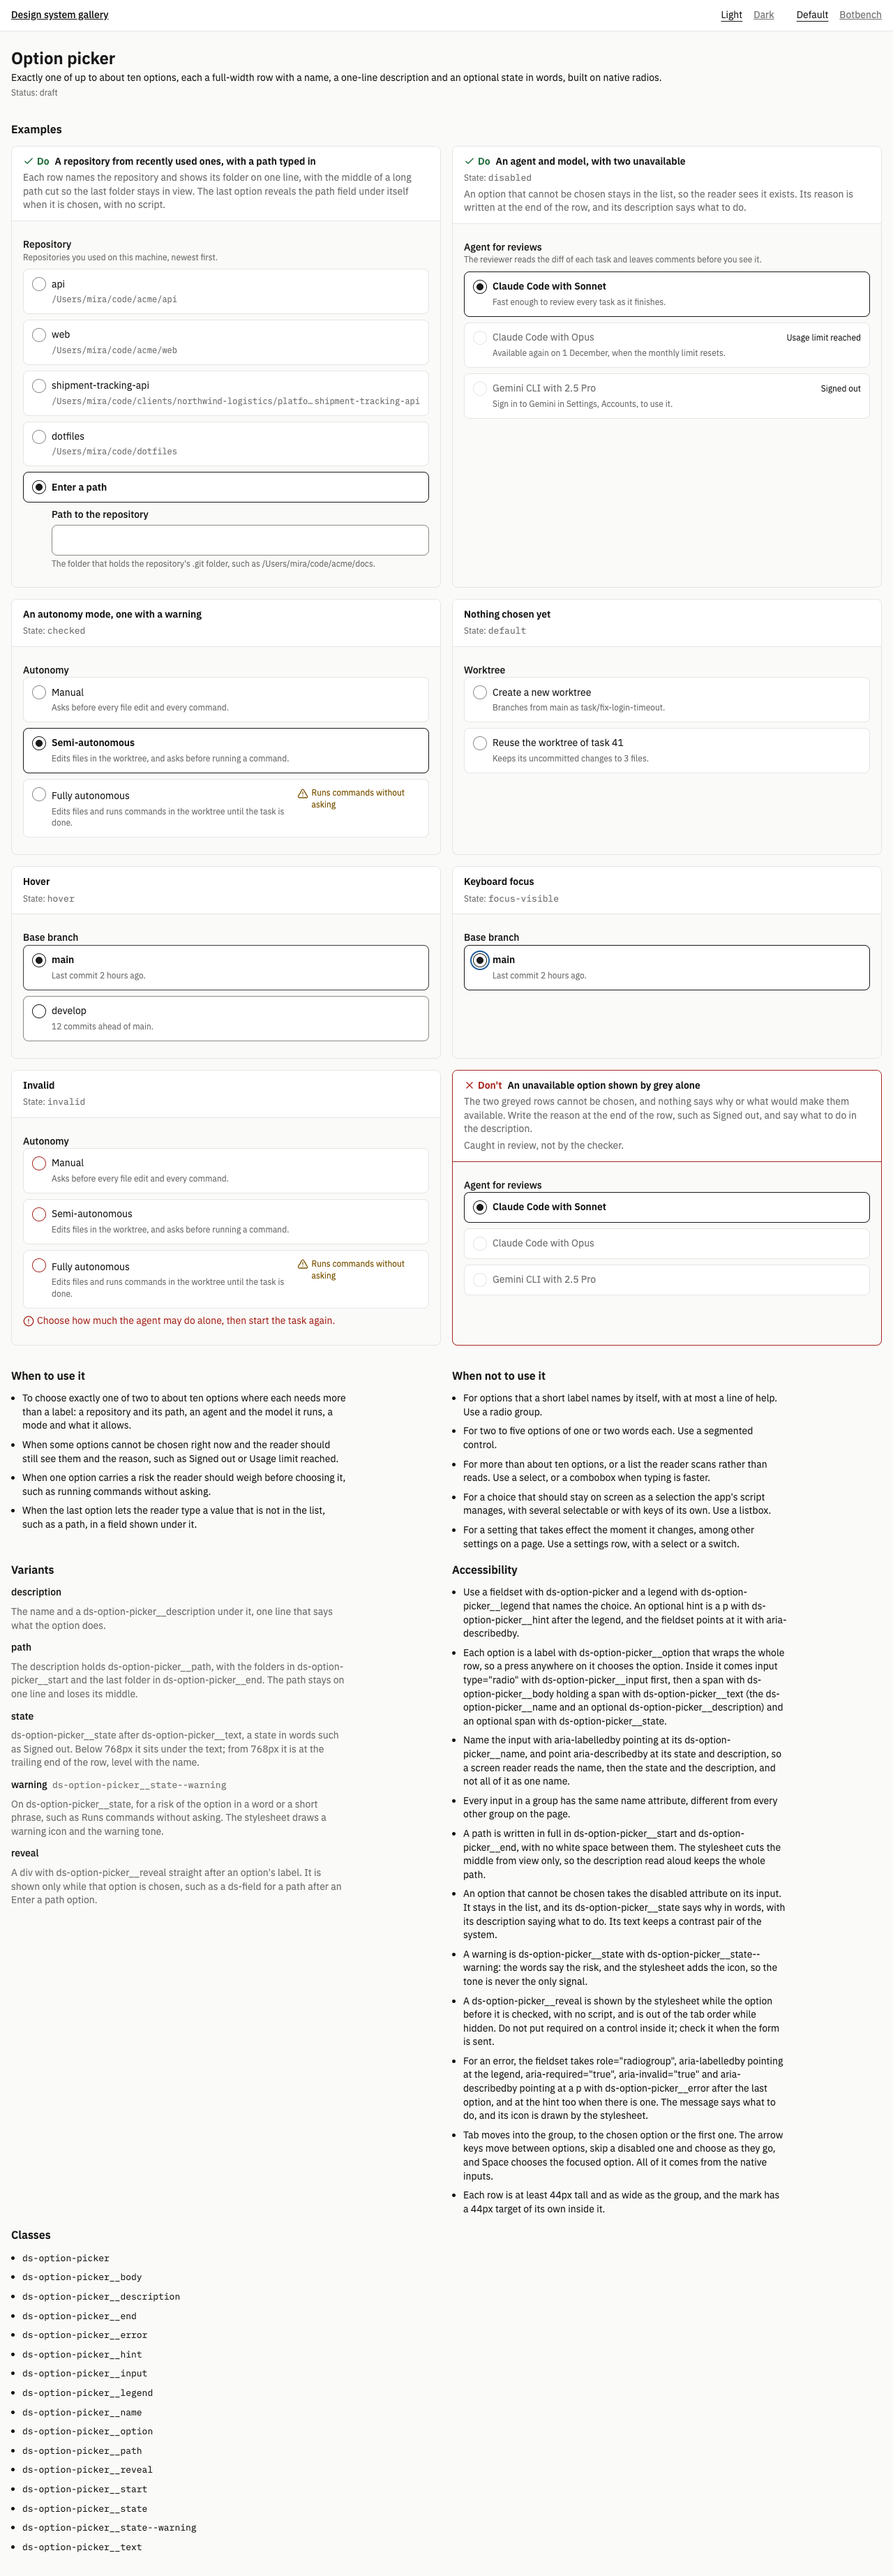 Design system gallery
Light Dark Default Botbench
Option picker
Exactly one of up to about ten options, each a full-width row with a name, a one-line description and an optional state in words, built on native radios.
Status: draft
Examples
Do A repository from recently used ones, with a path typed in
Each row names the repository and shows its folder on one line, with the middle of a long
path cut so the last folder stays in view. The last option reveals the path field under itself
when it is chosen, with no script.
Repository
Repositories you used on this machine, newest first.
api
/Users/mira/code/acme/api
web
/Users/mira/code/acme/web
shipment-tracking-api
/Users/mira/code/clients/northwind-logistics/platfo… shipment-tracking-api
dotfiles
/Users/mira/code/dotfiles
Enter a path
Path to the repository
The folder that holds the repository's .git folder, such as /Users/mira/code/acme/docs.
Do An agent and model, with two unavailable
State: disabled
An option that cannot be chosen stays in the list, so the reader sees it exists. Its reason is
written at the end of the row, and its description says what to do.
Agent for reviews
The reviewer reads the diff of each task and leaves comments before you see it.
Claude Code with Sonnet
Fast enough to review every task as it finishes.
Claude Code with Opus
Usage limit reached
Available again on 1 December, when the monthly limit resets.
Gemini CLI with 2.5 Pro
Signed out
Sign in to Gemini in Settings, Accounts, to use it.
An autonomy mode, one with a warning
State: checked
Autonomy
Manual
Asks before every file edit and every command.
Semi-autonomous
Edits files in the worktree, and asks before running a command.
Fully autonomous
Edits files and runs commands in the worktree until the task is
done.
Runs commands without
asking
Nothing chosen yet
State: default
Worktree
Create a new worktree
Branches from main as task/fix-login-timeout.
Reuse the worktree of task 41
Keeps its uncommitted changes to 3 files.
Hover
State: hover
Base branch
main
Last commit 2 hours ago.
develop
12 commits ahead of main.
Keyboard focus
State: focus-visible
Base branch
main
Last commit 2 hours ago.
Invalid
State: invalid
Autonomy
Manual
Asks before every file edit and every command.
Semi-autonomous
Edits files in the worktree, and asks before running a command.
Fully autonomous
Edits files and runs commands in the worktree until the task is
done.
Runs commands without
asking
Choose how much the agent may do alone, then start the task again.
Don't An unavailable option shown by grey alone
The two greyed rows cannot be chosen, and nothing says why or what would make them
available. Write the reason at the end of the row, such as Signed out, and say what to do in
the description.
Caught in review, not by the checker.
Agent for reviews
Claude Code with Sonnet
Claude Code with Opus
Gemini CLI with 2.5 Pro
When to use it
To choose exactly one of two to about ten options where each needs more
than a label: a repository and its path, an agent and the model it runs, a
mode and what it allows.
When some options cannot be chosen right now and the reader should
still see them and the reason, such as Signed out or Usage limit reached.
When one option carries a risk the reader should weigh before choosing it,
such as running commands without asking.
When the last option lets the reader type a value that is not in the list,
such as a path, in a field shown under it.
When not to use it
For options that a short label names by itself, with at most a line of help.
Use a radio group.
For two to five options of one or two words each. Use a segmented
control.
For more than about ten options, or a list the reader scans rather than
reads. Use a select, or a combobox when typing is faster.
For a choice that should stay on screen as a selection the app's script
manages, with several selectable or with keys of its own. Use a listbox.
For a setting that takes effect the moment it changes, among other
settings on a page. Use a settings row, with a select or a switch.
Variants
description
The name and a ds-option-picker__description under it, one line that says
what the option does.
path
The description holds ds-option-picker__path, with the folders in ds-option-
picker__start and the last folder in ds-option-picker__end. The path stays on
one line and loses its middle.
state
ds-option-picker__state after ds-option-picker__text, a state in words such
as Signed out. Below 768px it sits under the text; from 768px it is at the
trailing end of the row, level with the name.
warning ds-option-picker__state--warning
On ds-option-picker__state, for a risk of the option in a word or a short
phrase, such as Runs commands without asking. The stylesheet draws a
warning icon and the warning tone.
reveal
A div with ds-option-picker__reveal straight after an option's label. It is
shown only while that option is chosen, such as a ds-field for a path after an
Enter a path option.
Accessibility
Use a fieldset with ds-option-picker and a legend with ds-option-
picker__legend that names the choice. An optional hint is a p with ds-
option-picker__hint after the legend, and the fieldset points at it with aria-
describedby.
Each option is a label with ds-option-picker__option that wraps the whole
row, so a press anywhere on it chooses the option. Inside it comes input
type="radio" with ds-option-picker__input first, then a span with ds-
option-picker__body holding a span with ds-option-picker__text (the ds-
option-picker__name and an optional ds-option-picker__description) and
an optional span with ds-option-picker__state.
Name the input with aria-labelledby pointing at its ds-option-
picker__name, and point aria-describedby at its state and description, so
a screen reader reads the name, then the state and the description, and
not all of it as one name.
Every input in a group has the same name attribute, different from every
other group on the page.
A path is written in full in ds-option-picker__start and ds-option-
picker__end, with no white space between them. The stylesheet cuts the
middle from view only, so the description read aloud keeps the whole
path.
An option that cannot be chosen takes the disabled attribute on its input.
It stays in the list, and its ds-option-picker__state says why in words, with
its description saying what to do. Its text keeps a contrast pair of the
system.
A warning is ds-option-picker__state with ds-option-picker__state--
warning: the words say the risk, and the stylesheet adds the icon, so the
tone is never the only signal.
A ds-option-picker__reveal is shown by the stylesheet while the option
before it is checked, with no script, and is out of the tab order while
hidden. Do not put required on a control inside it; check it when the form
is sent.
For an error, the fieldset takes role="radiogroup", aria-labelledby pointing
at the legend, aria-required="true", aria-invalid="true" and aria-
describedby pointing at a p with ds-option-picker__error after the last
option, and at the hint too when there is one. The message says what to
do, and its icon is drawn by the stylesheet.
Tab moves into the group, to the chosen option or the first one. The arrow
keys move between options, skip a disabled one and choose as they go,
and Space chooses the focused option. All of it comes from the native
inputs.
Each row is at least 44px tall and as wide as the group, and the mark has
a 44px target of its own inside it.
Classes
ds-option-picker
ds-option-picker__body
ds-option-picker__description
ds-option-picker__end
ds-option-picker__error
ds-option-picker__hint
ds-option-picker__input
ds-option-picker__legend
ds-option-picker__name
ds-option-picker__option
ds-option-picker__path
ds-option-picker__reveal
ds-option-picker__start
ds-option-picker__state
ds-option-picker__state--warning
ds-option-picker__text